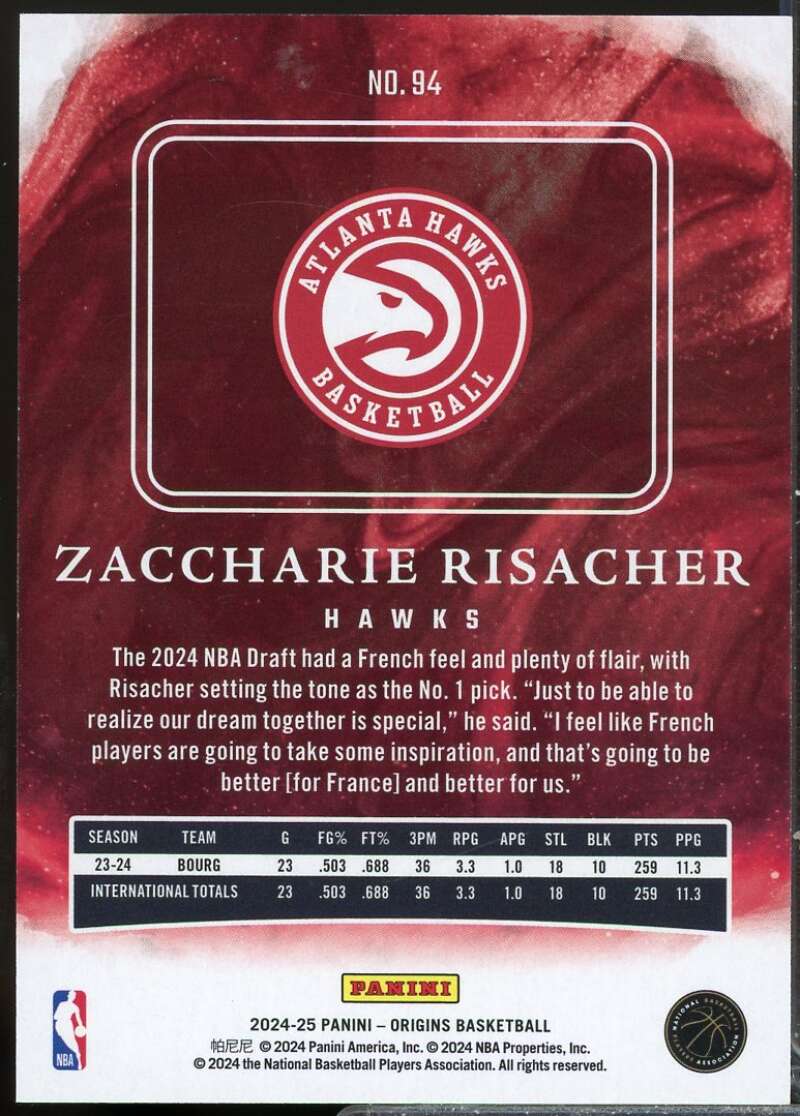 NO. 94
ATLANTA HAWKS
BASKETBALL
ZACCHARIE RISACHER
HAWKS
The 2024 NBA Draft had a French feel and plenty of flair, with
Risacher setting the tone as the No. 1 pick. “Just to be able to
realize our dream together is special,” he said. “I feel like French
players are going to take some inspiration, and that’s going to be
better [for France] and better for us.”
SEASON TEAM G FG% FT% 3PM RPG APG STL BLK PTS PPG
23-24 BOURG 23 .503 .688 36 3.3 1.0 18 10 259 11.3
INTERNATIONAL TOTALS 23 .503 .688 36 3.3 1.0 18 10 259 11.3
PANINI
NBA
NATIONAL BASKETBALL
PLAYERS ASSOCIATION
2024-25 PANINI – ORIGINS BASKETBALL
帕尼尼 © 2024 Panini America, Inc. © 2024 NBA Properties, Inc.
© 2024 the National Basketball Players Association. All rights reserved.